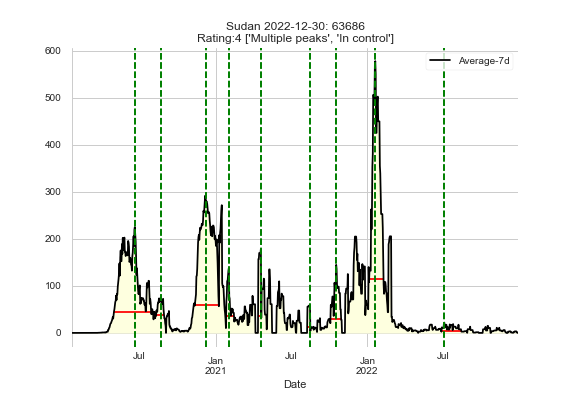 Sudan 2022-12-30: 63686
Rating:4 ['Multiple peaks', 'In control']
Average-7d
600
500
400
300
200
100
0
Jul
Jan
2021
Jul
Jan
2022
Jul
Date